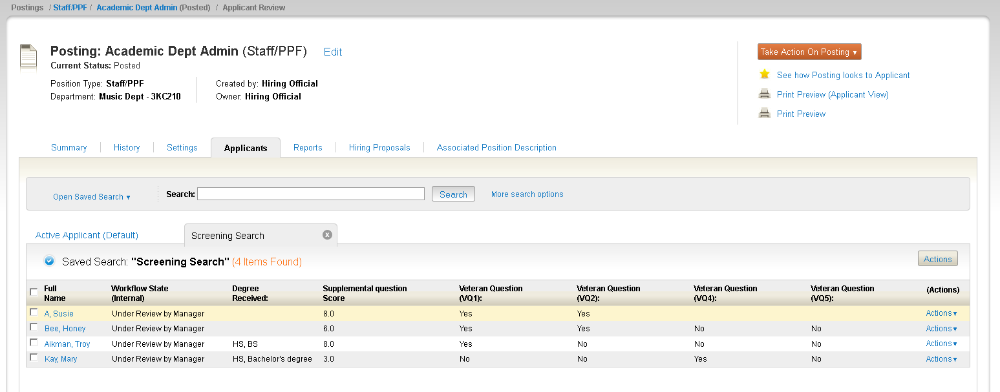 Postings / Staff/PPF / Academic Dept Admin (Posted) / Applicant Review
Posting: Academic Dept Admin (Staff/PPF) Edit
Current Status: Posted
Position Type: Staff/PPF
Department: Music Dept - 3KC210
Created by: Hiring Official
Owner: Hiring Official
Take Action On Posting ▾
See how Posting looks to Applicant
Print Preview (Applicant View)
Print Preview
Summary History Settings Applicants Reports Hiring Proposals Associated Position Description
Open Saved Search ▾ Search: Search More search options
Active Applicant (Default) Screening Search x
Saved Search: "Screening Search" (4 Items Found) Actions
Full Name Workflow State (Internal) Degree Received: Supplemental question Score Veteran Question (VQ1): Veteran Question (VQ2): Veteran Question (VQ4): Veteran Question (VQ5): (Actions)
A, Susie Under Review by Manager 8.0 Yes Yes Actions ▾
Bee, Honey Under Review by Manager 6.0 Yes Yes No No Actions ▾
Aikman, Troy Under Review by Manager HS, BS 8.0 Yes No No No Actions ▾
Kay, Mary Under Review by Manager HS, Bachelor's degree 3.0 No No Yes No Actions ▾